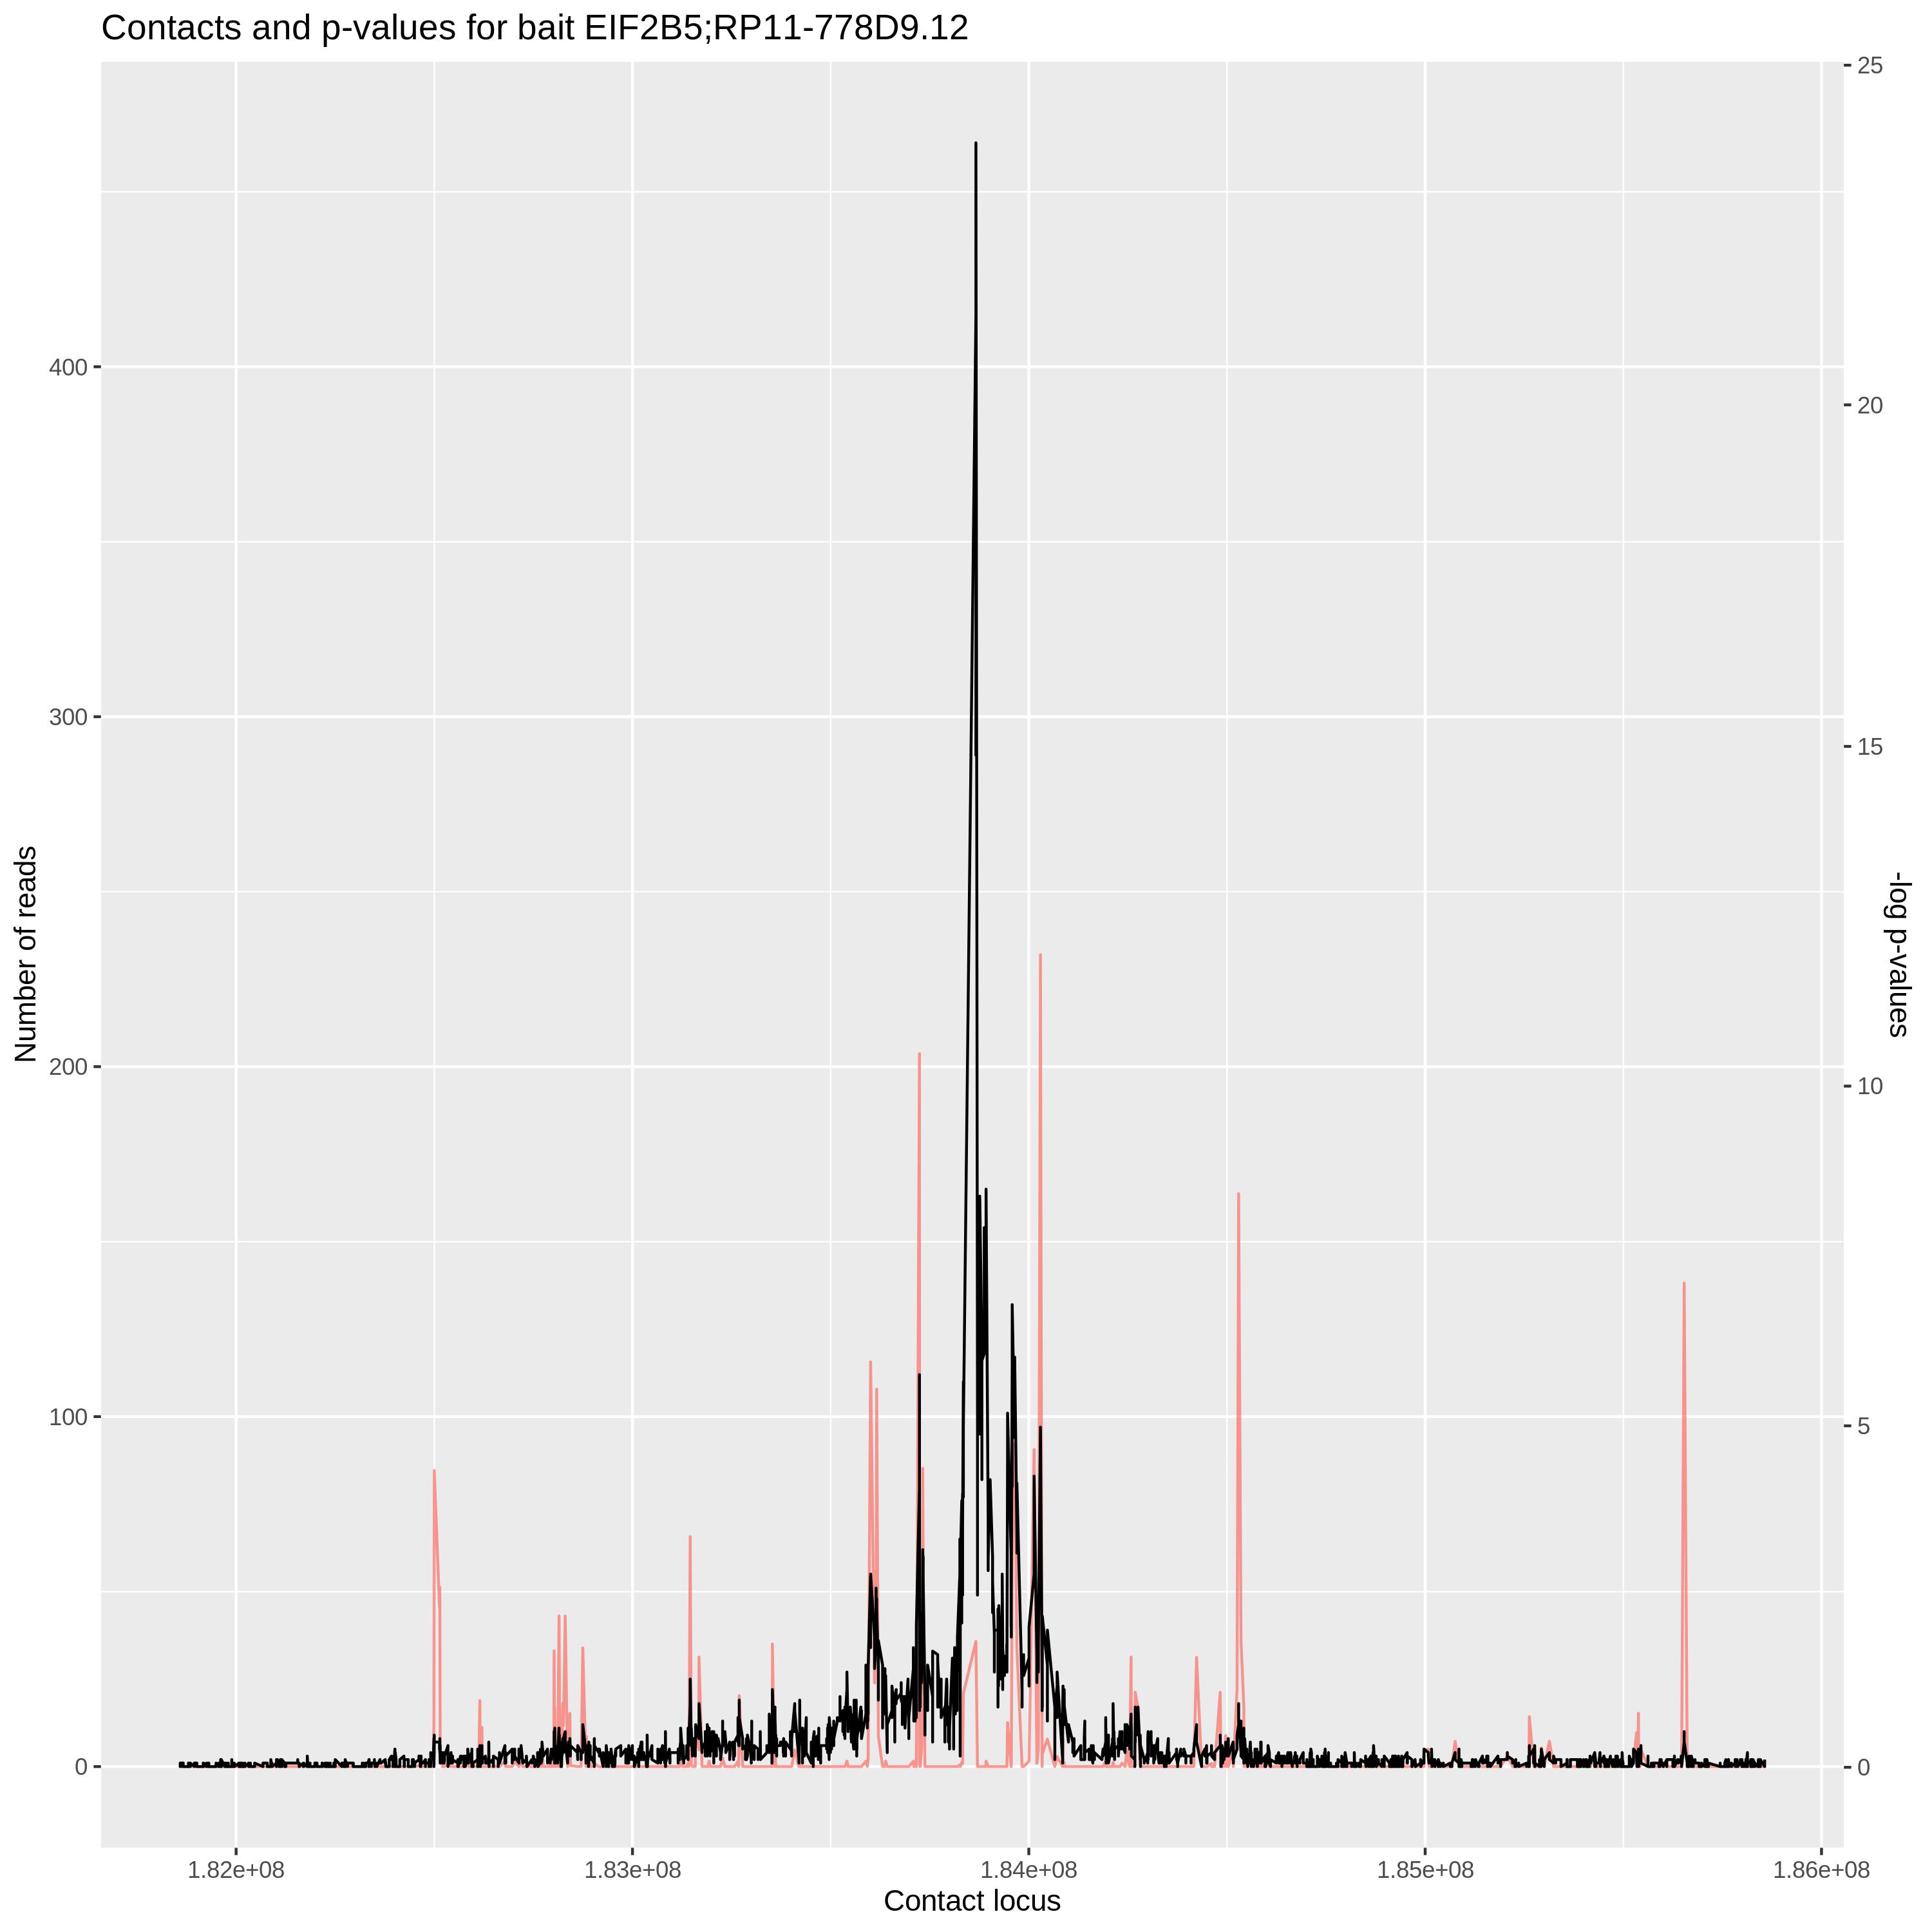 Contacts and p-values for bait EIF2B5;RP11-778D9.12
25
400
20
300
15
Number of reads
-log p-values
200
10
100
5
0
0
1.82e+08
1.83e+08
1.84e+08
1.85e+08
1.86e+08
Contact locus